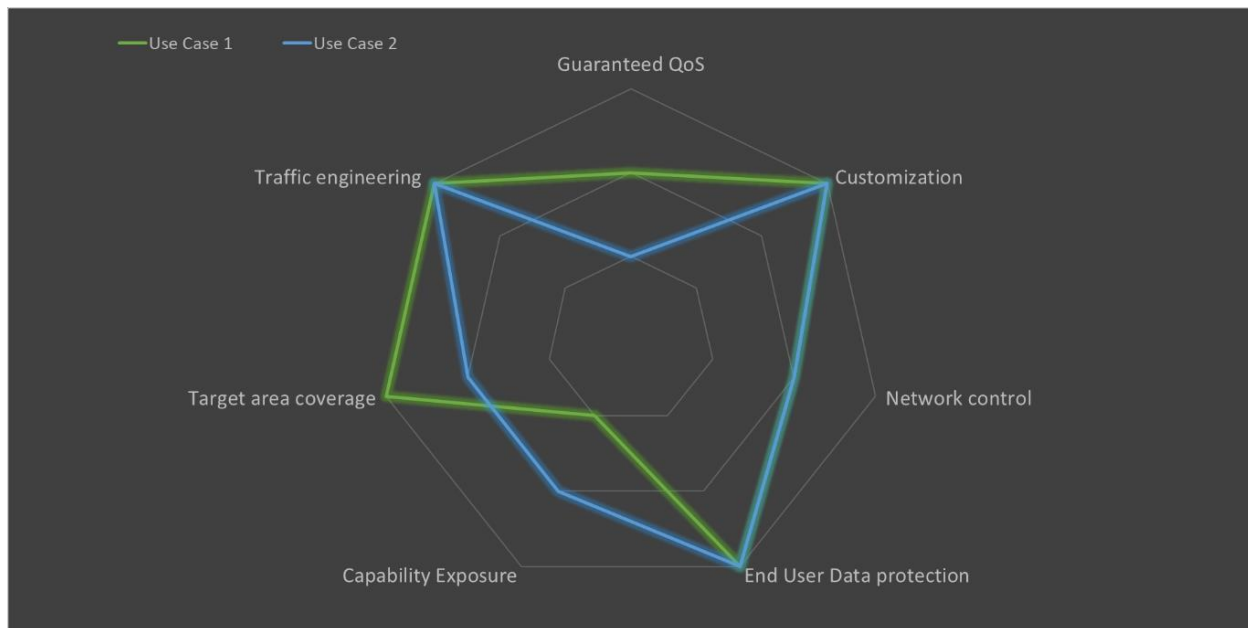 Use Case 1
Use Case 2
Guaranteed QoS
Traffic engineering
Customization
Target area coverage
Network control
Capability Exposure
End User Data protection